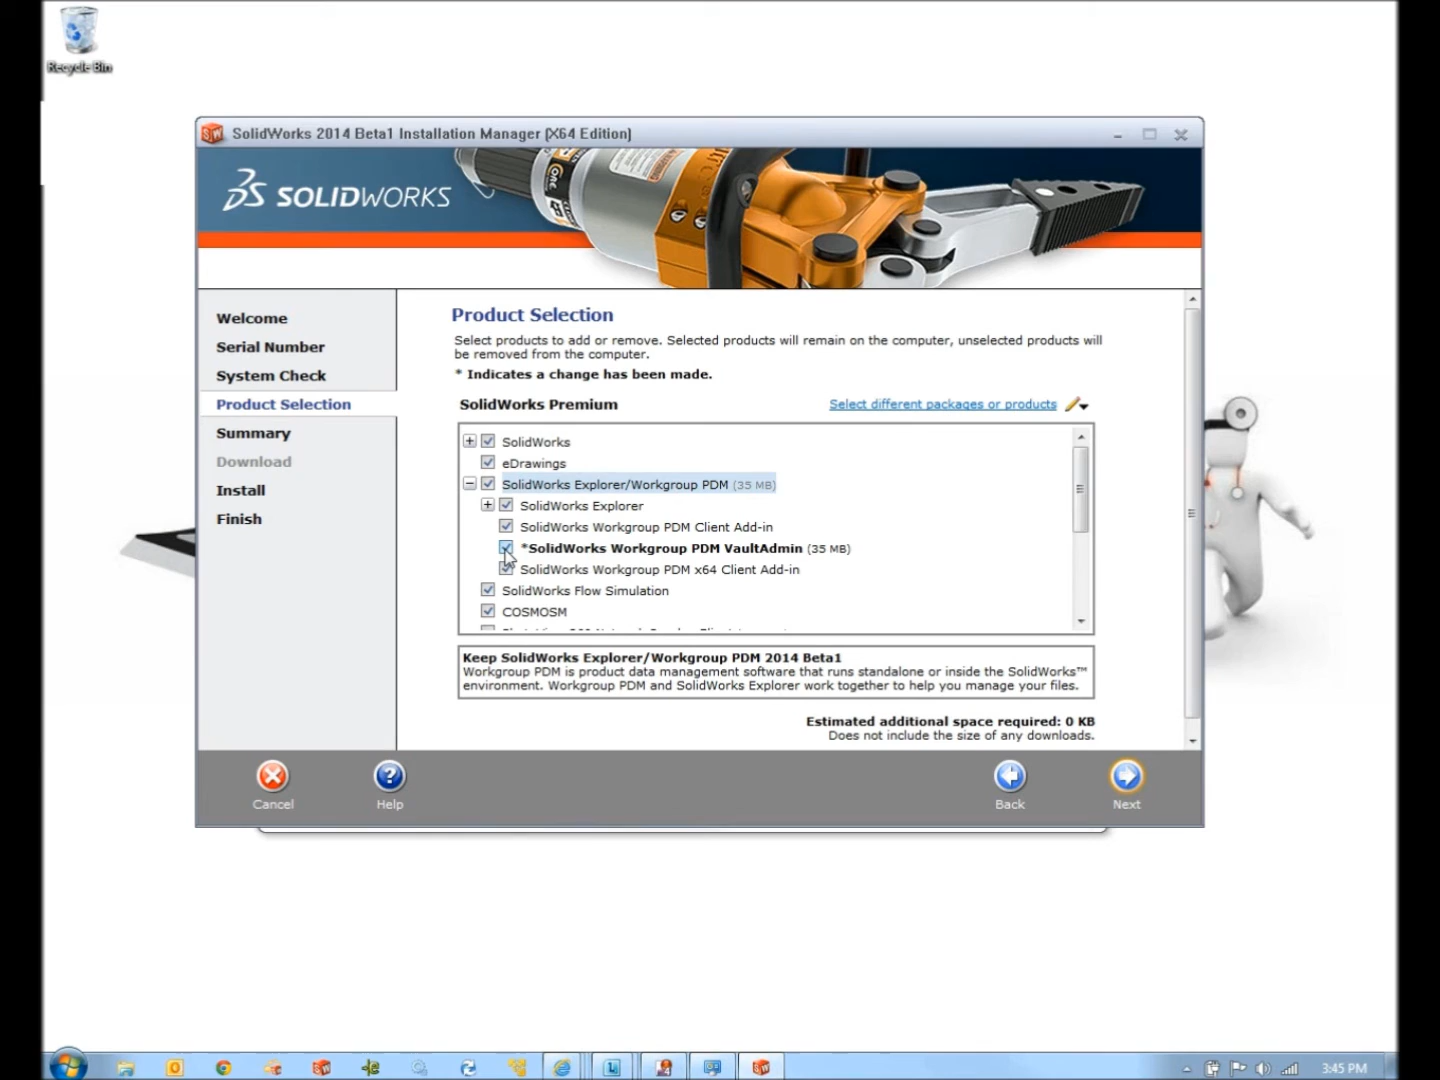 Recycle Bin
SolidWorks 2014 Beta1 Installation Manager [X64 Edition]
SOLIDWORKS
Welcome
Serial Number
System Check
Product Selection
Summary
Download
Install
Finish
Product Selection
Select products to add or remove. Selected products will remain on the computer, unselected products will
be removed from the computer.
* Indicates a change has been made.
SolidWorks Premium
Select different packages or products
SolidWorks
eDrawings
SolidWorks Explorer/Workgroup PDM (35 MB)
SolidWorks Explorer
SolidWorks Workgroup PDM Client Add-in
*SolidWorks Workgroup PDM VaultAdmin (35 MB)
SolidWorks Workgroup PDM x64 Client Add-in
SolidWorks Flow Simulation
COSMOSM
Keep SolidWorks Explorer/Workgroup PDM 2014 Beta1
Workgroup PDM is product data management software that runs standalone or inside the SolidWorks™
environment. Workgroup PDM and SolidWorks Explorer work together to help you manage your files.
Estimated additional space required: 0 KB
Does not include the size of any downloads.
Cancel
Help
Back
Next
3:45 PM